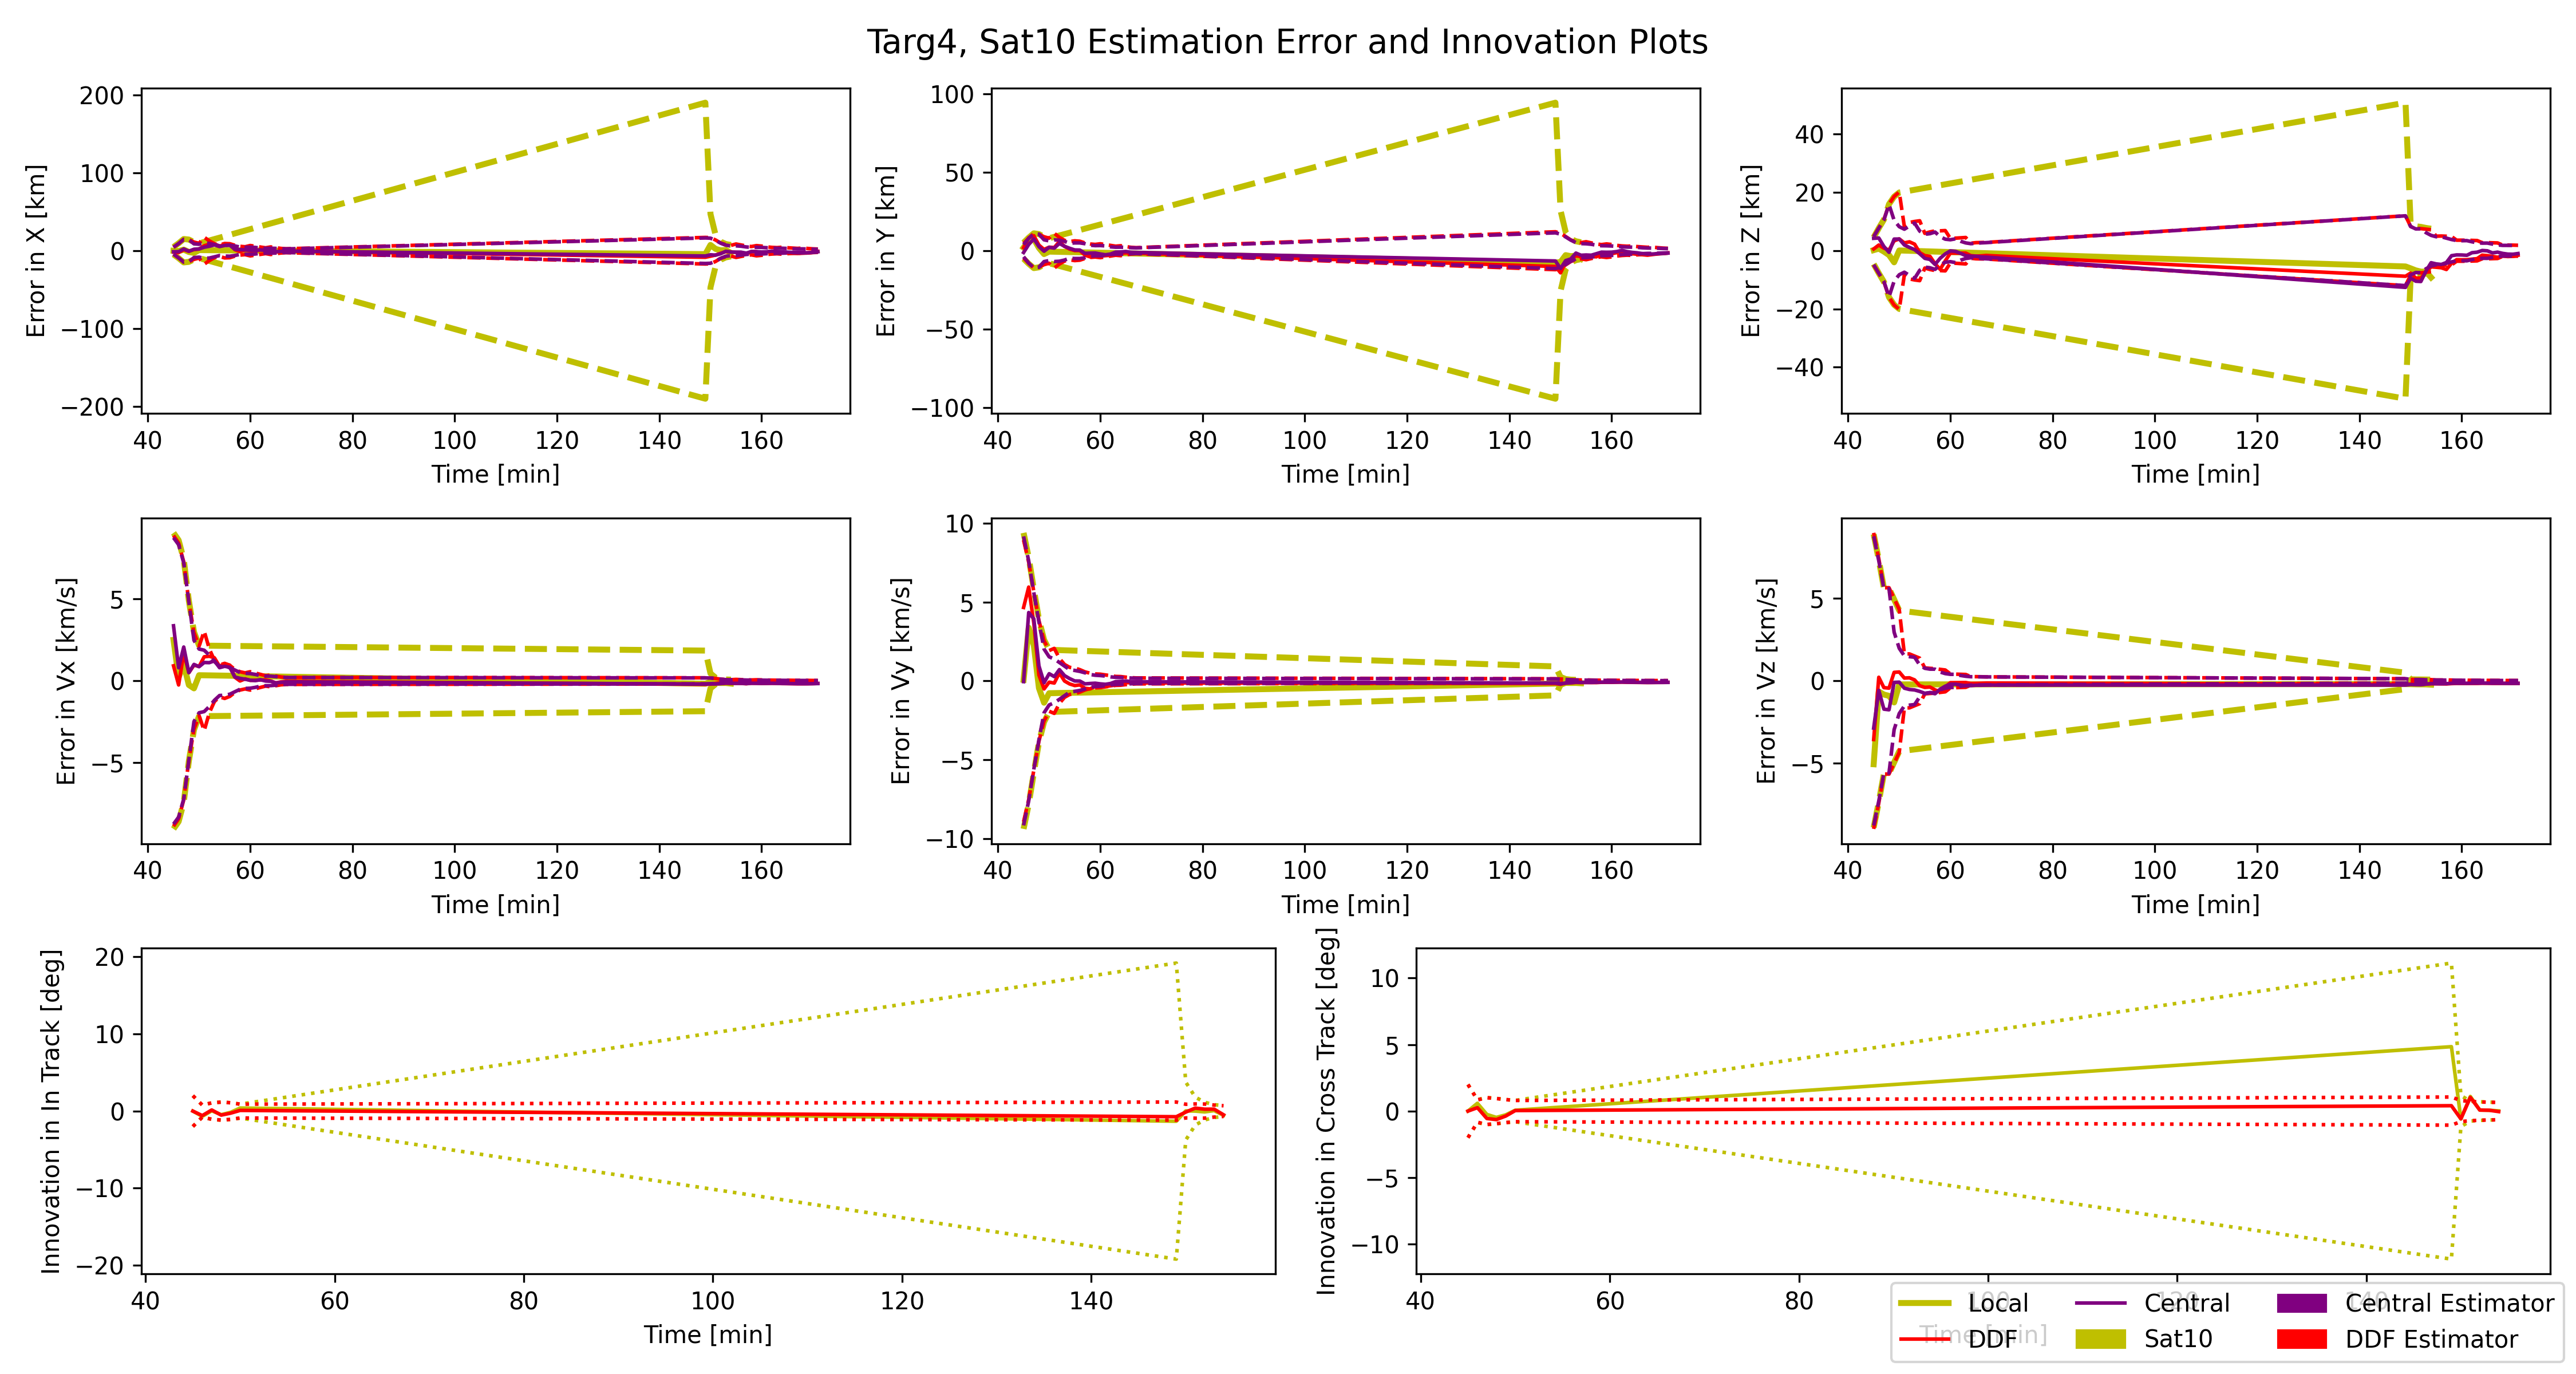 Targ4, Sat10 Estimation Error and Innovation Plots
Error in X [km]
200
100
0
−100
−200
40 60 80 100 120 140 160
Time [min]
Error in Y [km]
100
50
0
−50
−100
40 60 80 100 120 140 160
Time [min]
Error in Z [km]
40
20
0
−20
−40
40 60 80 100 120 140 160
Time [min]
Error in Vx [km/s]
5
0
−5
40 60 80 100 120 140 160
Time [min]
Error in Vy [km/s]
10
5
0
−5
−10
40 60 80 100 120 140 160
Time [min]
Error in Vz [km/s]
5
0
−5
40 60 80 100 120 140 160
Time [min]
Innovation in In Track [deg]
20
10
0
−10
−20
40 60 80 100 120 140
Time [min]
Innovation in Cross Track [deg]
10
5
0
−5
−10
40 60 80 100 120 140
Time [min]
Local Central Central Estimator
DDF Sat10 DDF Estimator